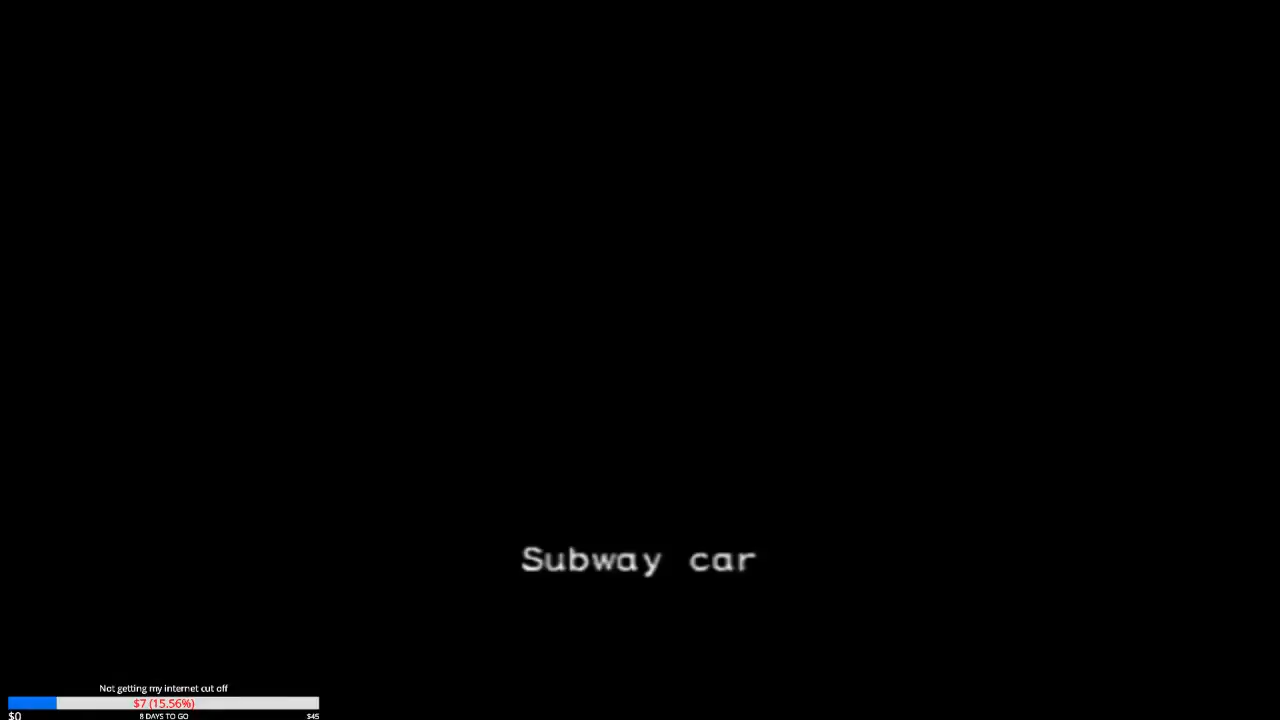 Subway car
Not getting my internet cut off
$7 (15.56%)
$0
8 DAYS TO GO
$45